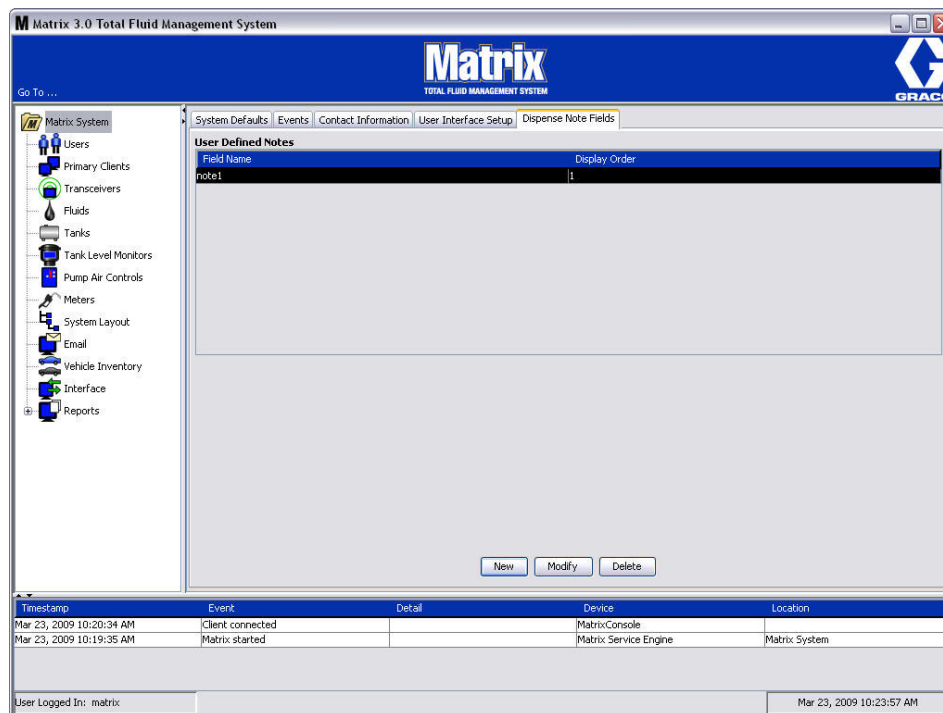 Matrix 3.0 Total Fluid Management System
Matrix
TOTAL FLUID MANAGEMENT SYSTEM
Go To ...
GRACO
Matrix System
Users
Primary Clients
Transceivers
Fluids
Tanks
Tank Level Monitors
Pump Air Controls
Meters
System Layout
Email
Vehicle Inventory
Interface
Reports
System Defaults Events Contact Information User Interface Setup Dispense Note Fields
User Defined Notes
Field Name Display Order
note1 1
New Modify Delete
Timestamp Event Detail Device Location
Mar 23, 2009 10:20:34 AM Client connected MatrixConsole
Mar 23, 2009 10:19:35 AM Matrix started Matrix Service Engine Matrix System
User Logged In: matrix Mar 23, 2009 10:23:57 AM